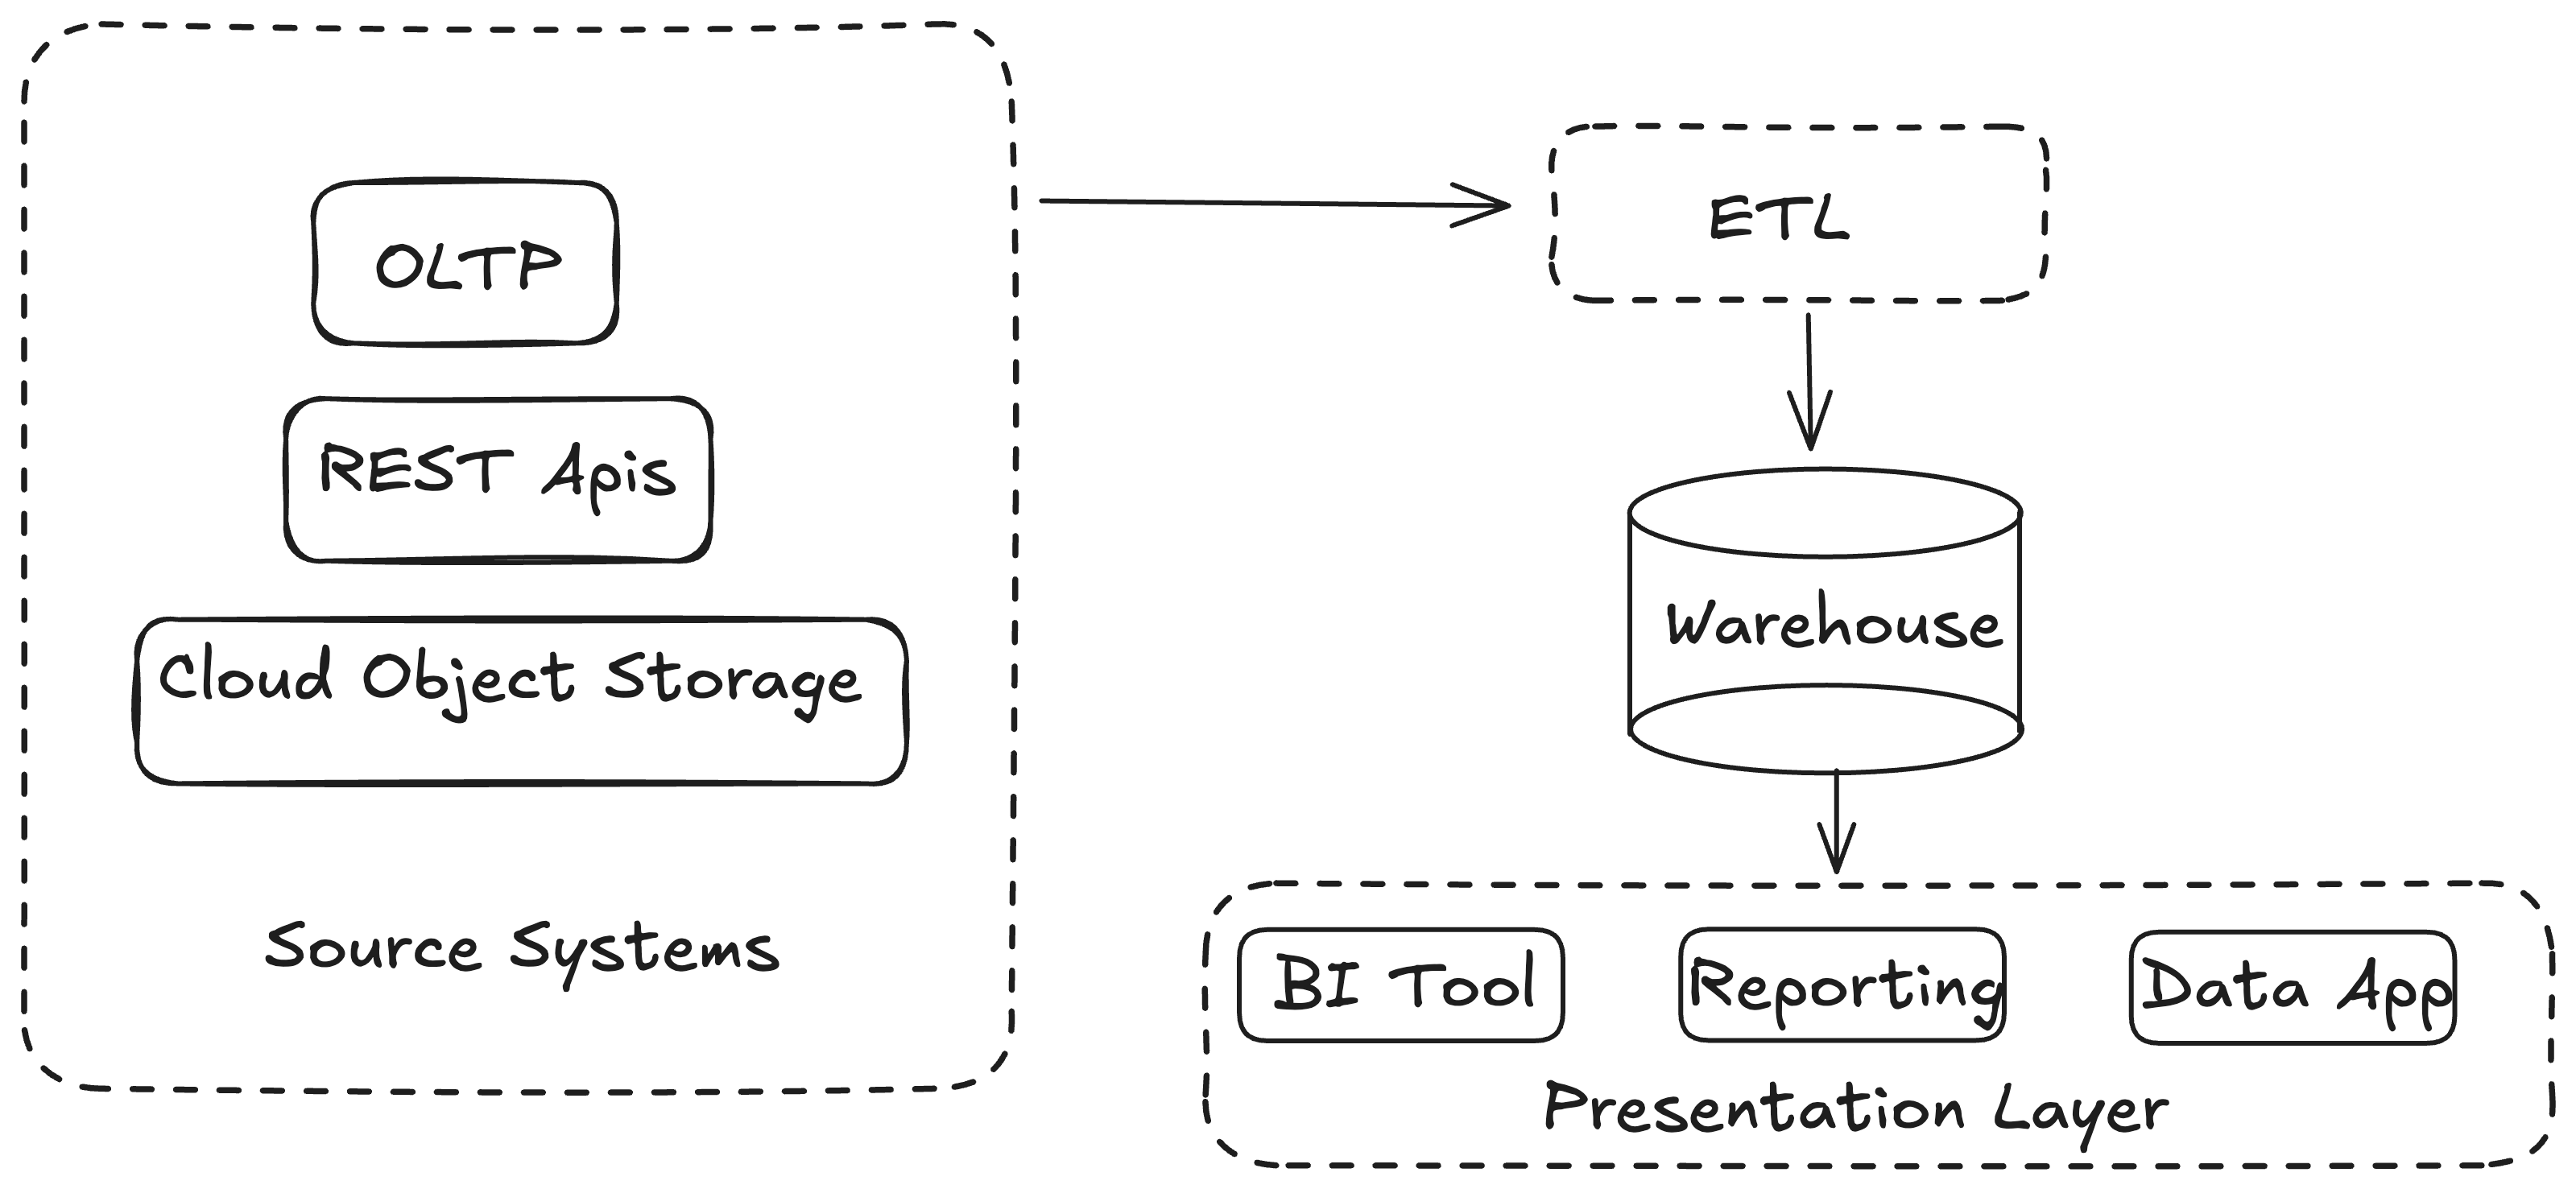 OLTP
REST Apis
Cloud Object Storage
Source Systems
ETL
Warehouse
BI Tool
Reporting
Data App
Presentation Layer